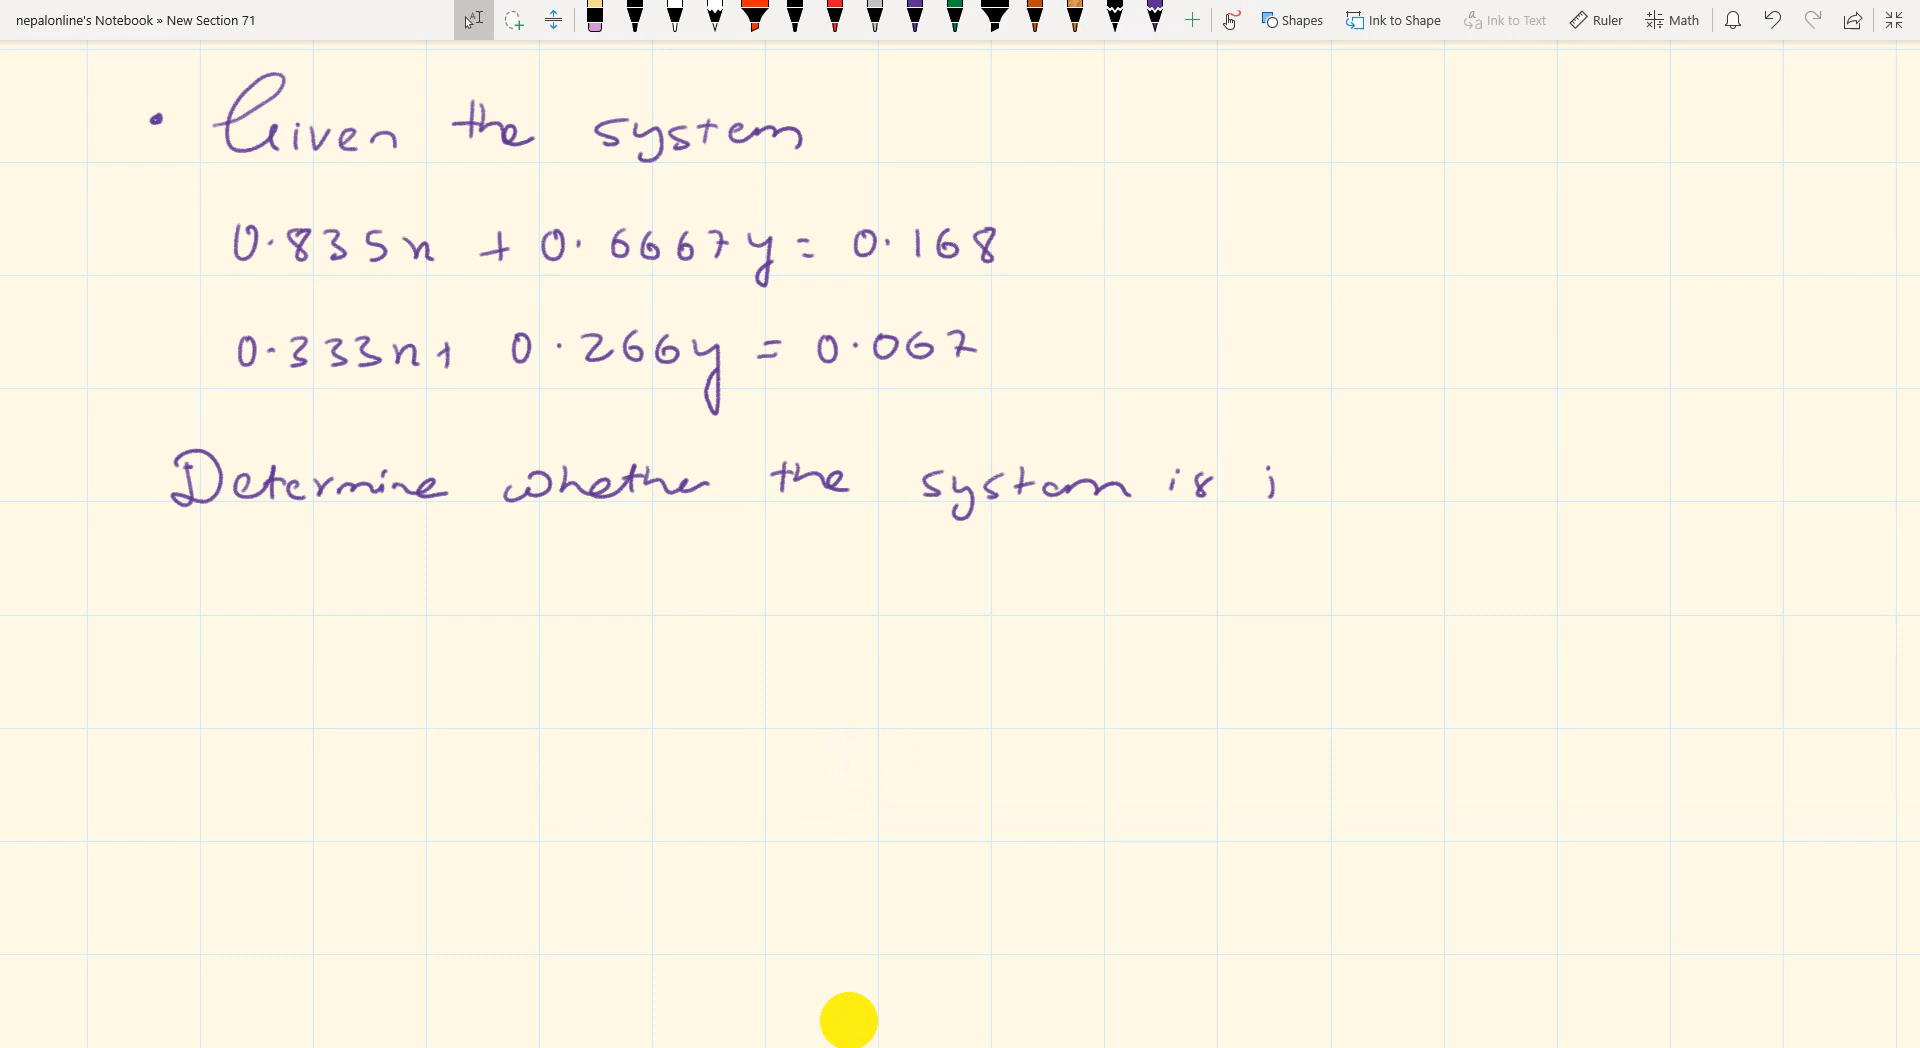 nepalonline's Notebook » New Section 71
Shapes Ink to Shape Ink to Text Ruler Math
• Given the system
0.835x + 0.6667y = 0.168
0.333x + 0.266y = 0.067
Determine whether the system is i